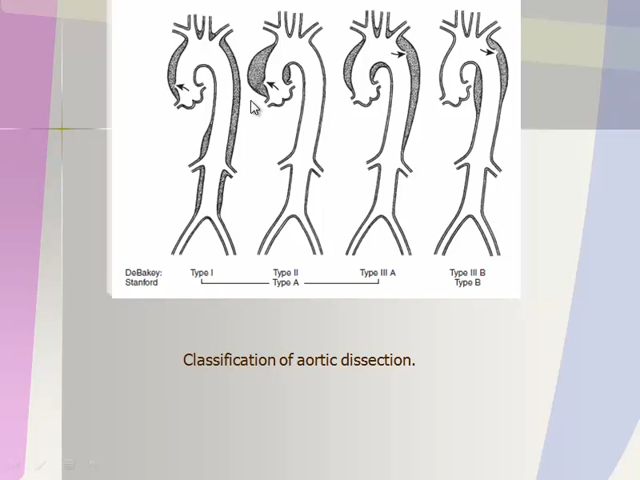 DeBakey: Type I Type II Type III A Type III B
Stanford Type A Type B
Classification of aortic dissection.